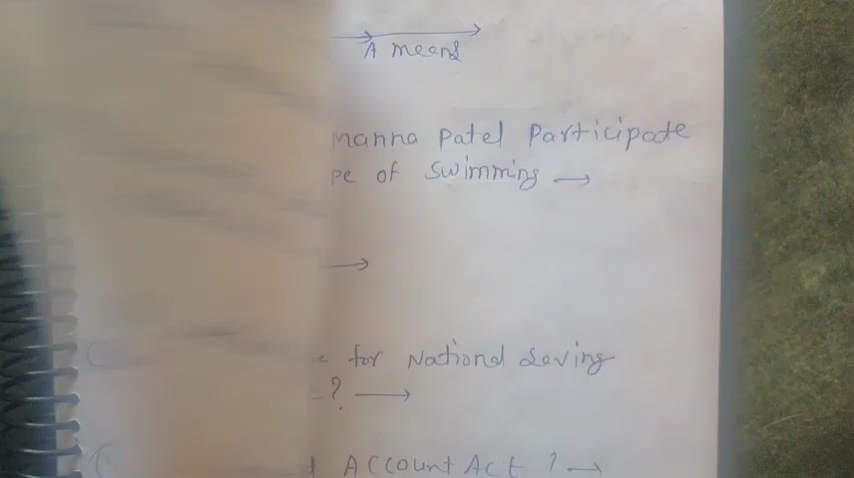 → →
A means
manna Patel Participate
pe of swimming →
→
e for National Saving
? →
t Account Act ? →